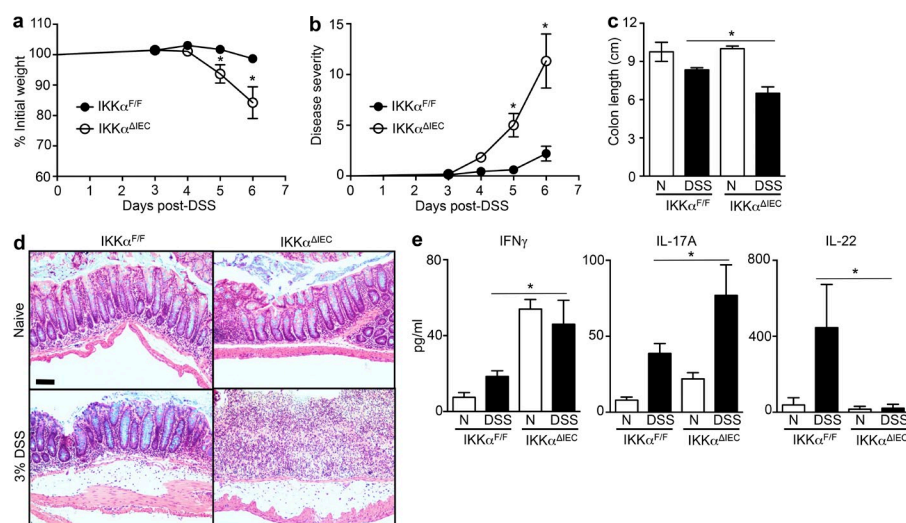 a
110
100
90
80
70
60
% Initial weight
IKKα^F/F
IKKα^ΔIEC
*
*
0 1 2 3 4 5 6 7
Days post-DSS
b
15
10
5
0
Disease severity
IKKα^F/F
IKKα^ΔIEC
*
*
0 1 2 3 4 5 6 7
Days post-DSS
c
12
9
6
3
0
Colon length (cm)
*
N DSS N DSS
IKKα^F/F IKKα^ΔIEC
d
IKKα^F/F IKKα^ΔIEC
Naive
3% DSS
e
IFNγ
pg/ml
80
60
40
20
0
*
N DSS N DSS
IKKα^F/F IKKα^ΔIEC
IL-17A
100
50
0
*
N DSS N DSS
IKKα^F/F IKKα^ΔIEC
IL-22
800
400
0
*
N DSS N DSS
IKKα^F/F IKKα^ΔIEC